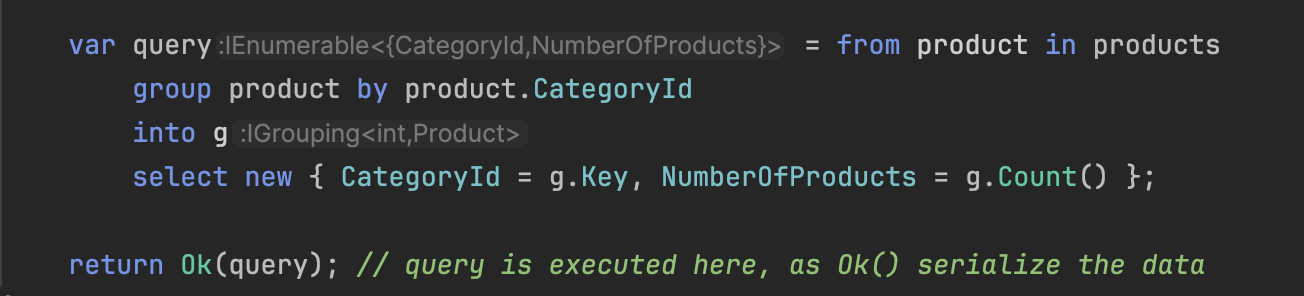 var query :IEnumerable<{CategoryId,NumberOfProducts}> = from product in products
group product by product.CategoryId
into g :IGrouping<int,Product>
select new { CategoryId = g.Key, NumberOfProducts = g.Count() };
return Ok(query); // query is executed here, as Ok() serialize the data